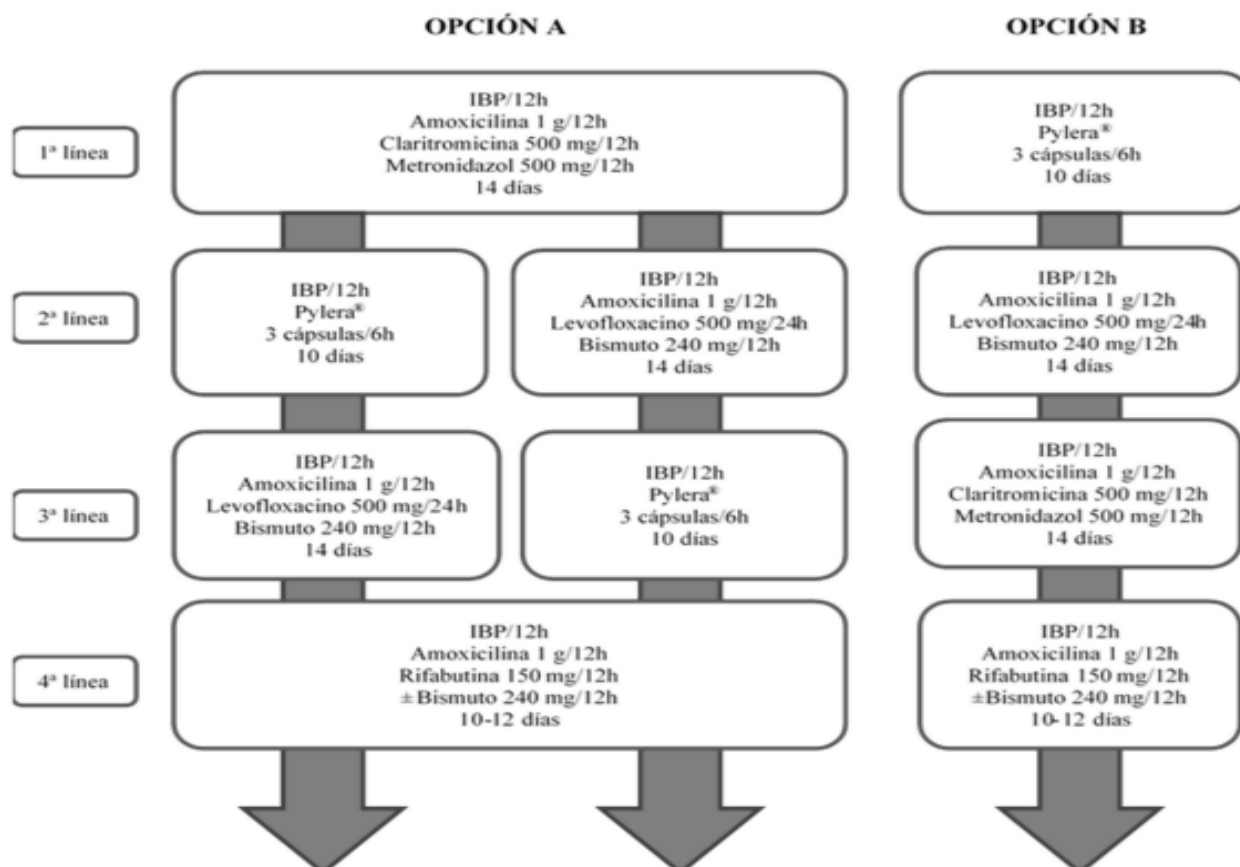 OPCIÓN A
OPCIÓN B
1ª línea
IBP/12h
Amoxicilina 1 g/12h
Claritromicina 500 mg/12h
Metronidazol 500 mg/12h
14 días
IBP/12h
Pylera®
3 cápsulas/6h
10 días
2ª línea
IBP/12h
Pylera®
3 cápsulas/6h
10 días
IBP/12h
Amoxicilina 1 g/12h
Levofloxacino 500 mg/24h
Bismuto 240 mg/12h
14 días
IBP/12h
Amoxicilina 1 g/12h
Levofloxacino 500 mg/24h
Bismuto 240 mg/12h
14 días
3ª línea
IBP/12h
Amoxicilina 1 g/12h
Levofloxacino 500 mg/24h
Bismuto 240 mg/12h
14 días
IBP/12h
Pylera®
3 cápsulas/6h
10 días
IBP/12h
Amoxicilina 1 g/12h
Claritromicina 500 mg/12h
Metronidazol 500 mg/12h
14 días
4ª línea
IBP/12h
Amoxicilina 1 g/12h
Rifabutina 150 mg/12h
±Bismuto 240 mg/12h
10-12 días
IBP/12h
Amoxicilina 1 g/12h
Rifabutina 150 mg/12h
±Bismuto 240 mg/12h
10-12 días